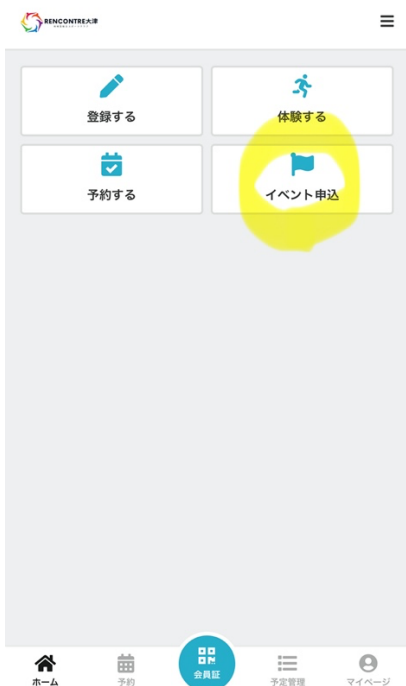 RENCONTRE大津
登録する
体験する
予約する
イベント申込
ホーム
予約
会員証
予定管理
マイページ